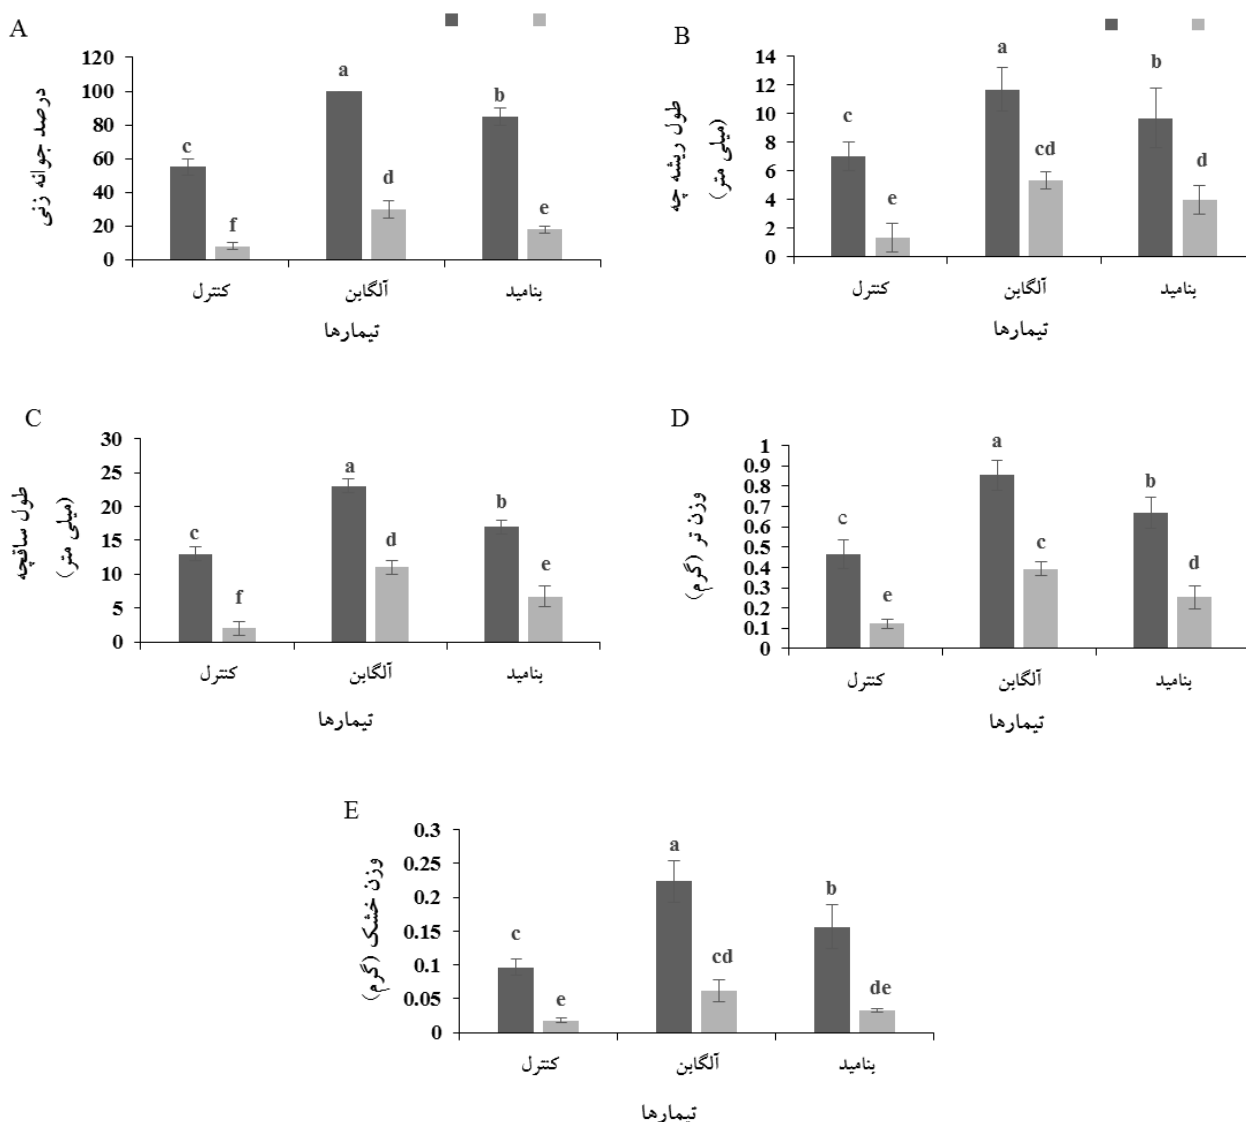 A
120
100
80
60
40
20
0
درصد جوانه زنی
c
f
a
d
b
e
کنترل
آلگابن
بنامید
تیمارها
B
14
12
10
8
6
4
2
0
طول ریشه چه
(میلی متر)
c
e
a
cd
b
d
کنترل
آلگابن
بنامید
تیمارها
C
30
25
20
15
10
5
0
طول ساقچه
(میلی متر)
c
f
a
d
b
e
کنترل
آلگابن
بنامید
تیمارها
D
1
0.9
0.8
0.7
0.6
0.5
0.4
0.3
0.2
0.1
0
وزن تر (گرم)
c
e
a
c
b
d
کنترل
آلگابن
بنامید
تیمارها
E
0.3
0.25
0.2
0.15
0.1
0.05
0
وزن خشک (گرم)
c
e
a
cd
b
de
کنترل
آلگابن
بنامید
تیمارها